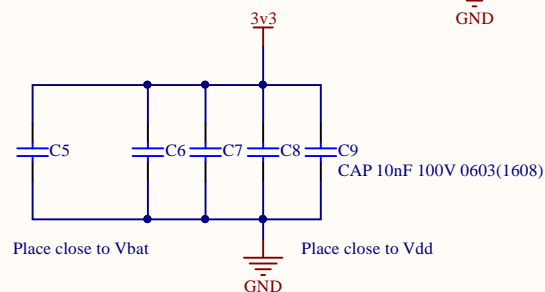 GND
3v3
C5
C6
C7
C8
C9
CAP 10nF 100V 0603(1608)
Place close to Vbat
Place close to Vdd
GND